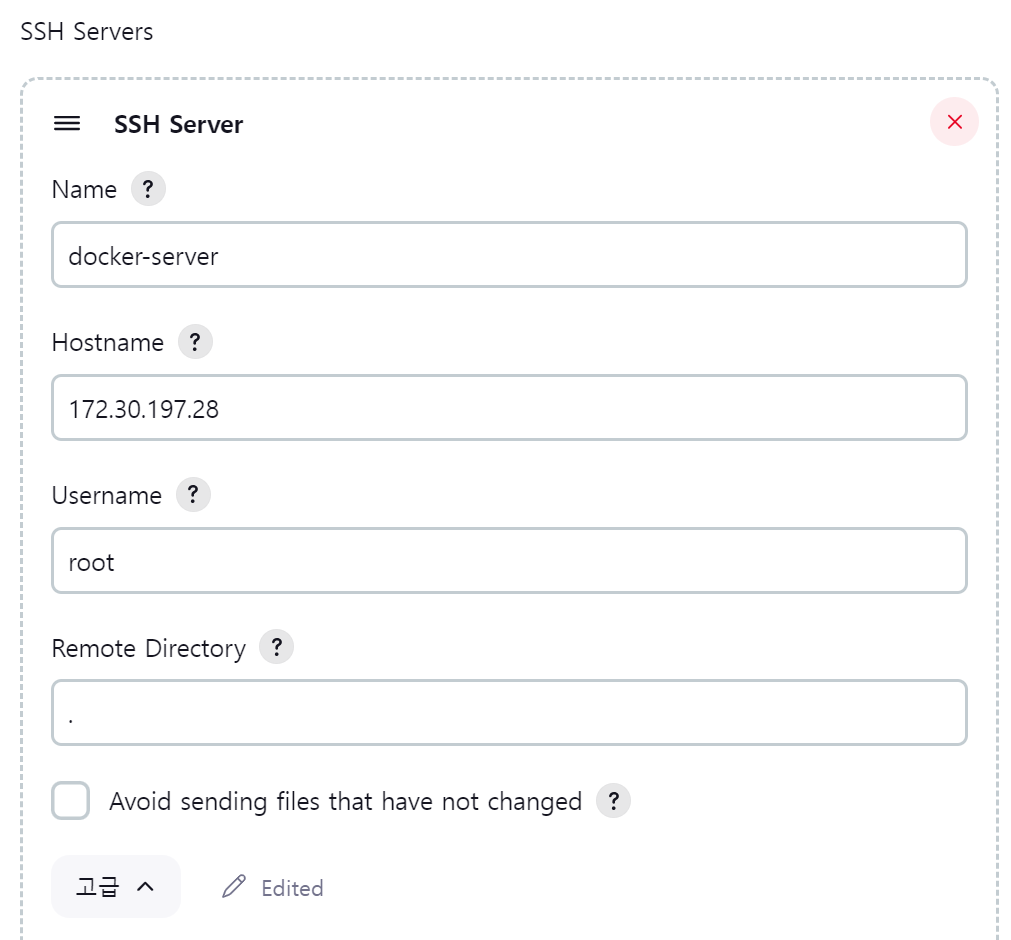 SSH Servers
SSH Server
Name ?
docker-server
Hostname ?
172.30.197.28
Username ?
root
Remote Directory ?
.
Avoid sending files that have not changed ?
고급 Edited